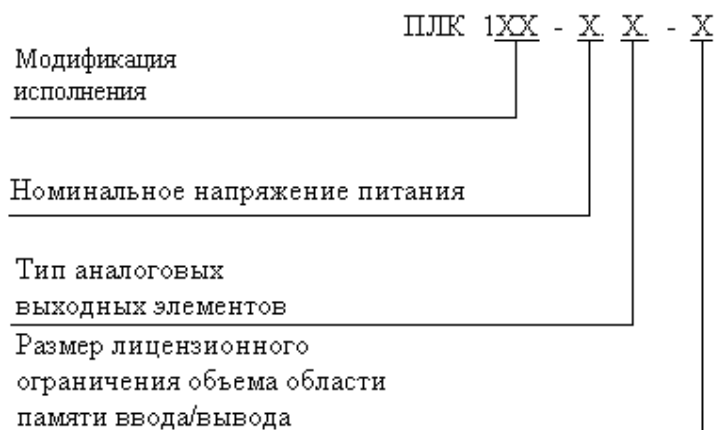 ПЛК 1XX - X. X. - X
Модификация
исполнения
Номинальное напряжение питания
Тип аналоговых
выходных элементов
Размер лицензионного
ограничения объема области
памяти ввода/вывода